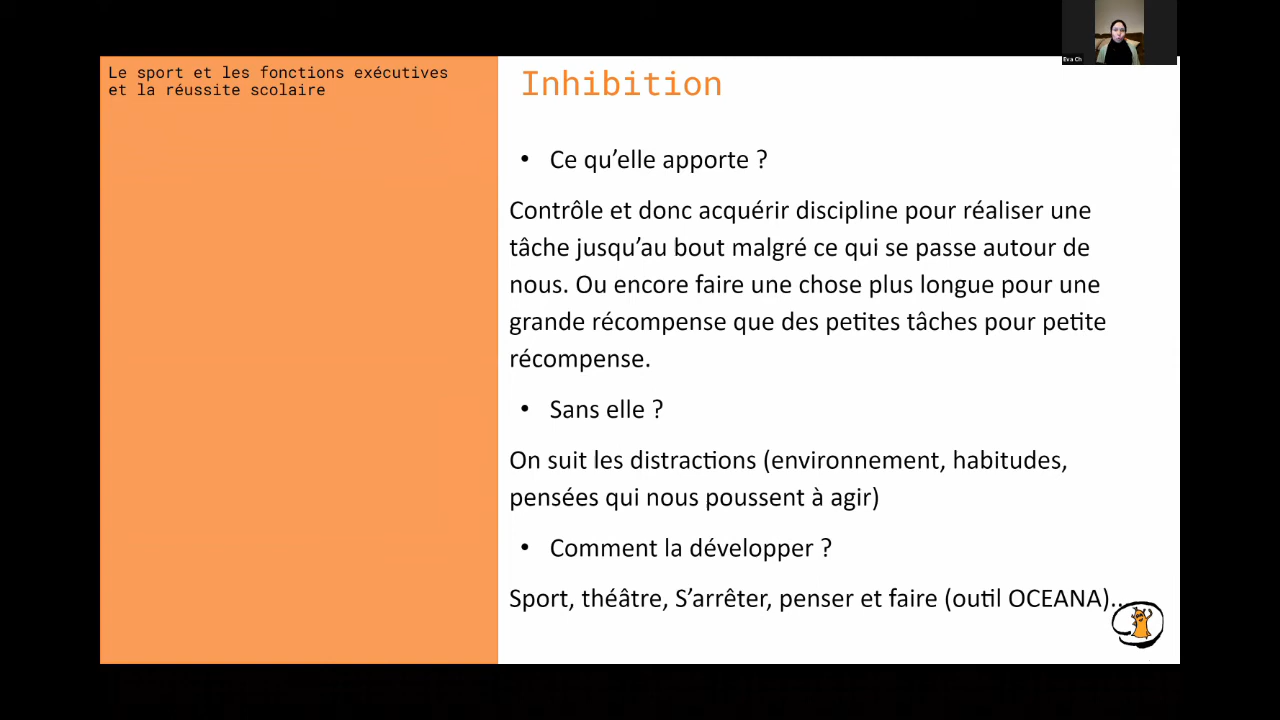 Le sport et les fonctions exécutives
et la réussite scolaire
Inhibition
• Ce qu’elle apporte ?
Contrôle et donc acquérir discipline pour réaliser une
tâche jusqu’au bout malgré ce qui se passe autour de
nous. Ou encore faire une chose plus longue pour une
grande récompense que des petites tâches pour petite
récompense.
• Sans elle ?
On suit les distractions (environnement, habitudes,
pensées qui nous poussent à agir)
• Comment la développer ?
Sport, théâtre, S’arrêter, penser et faire (outil OCEANA)..
Eva Ch